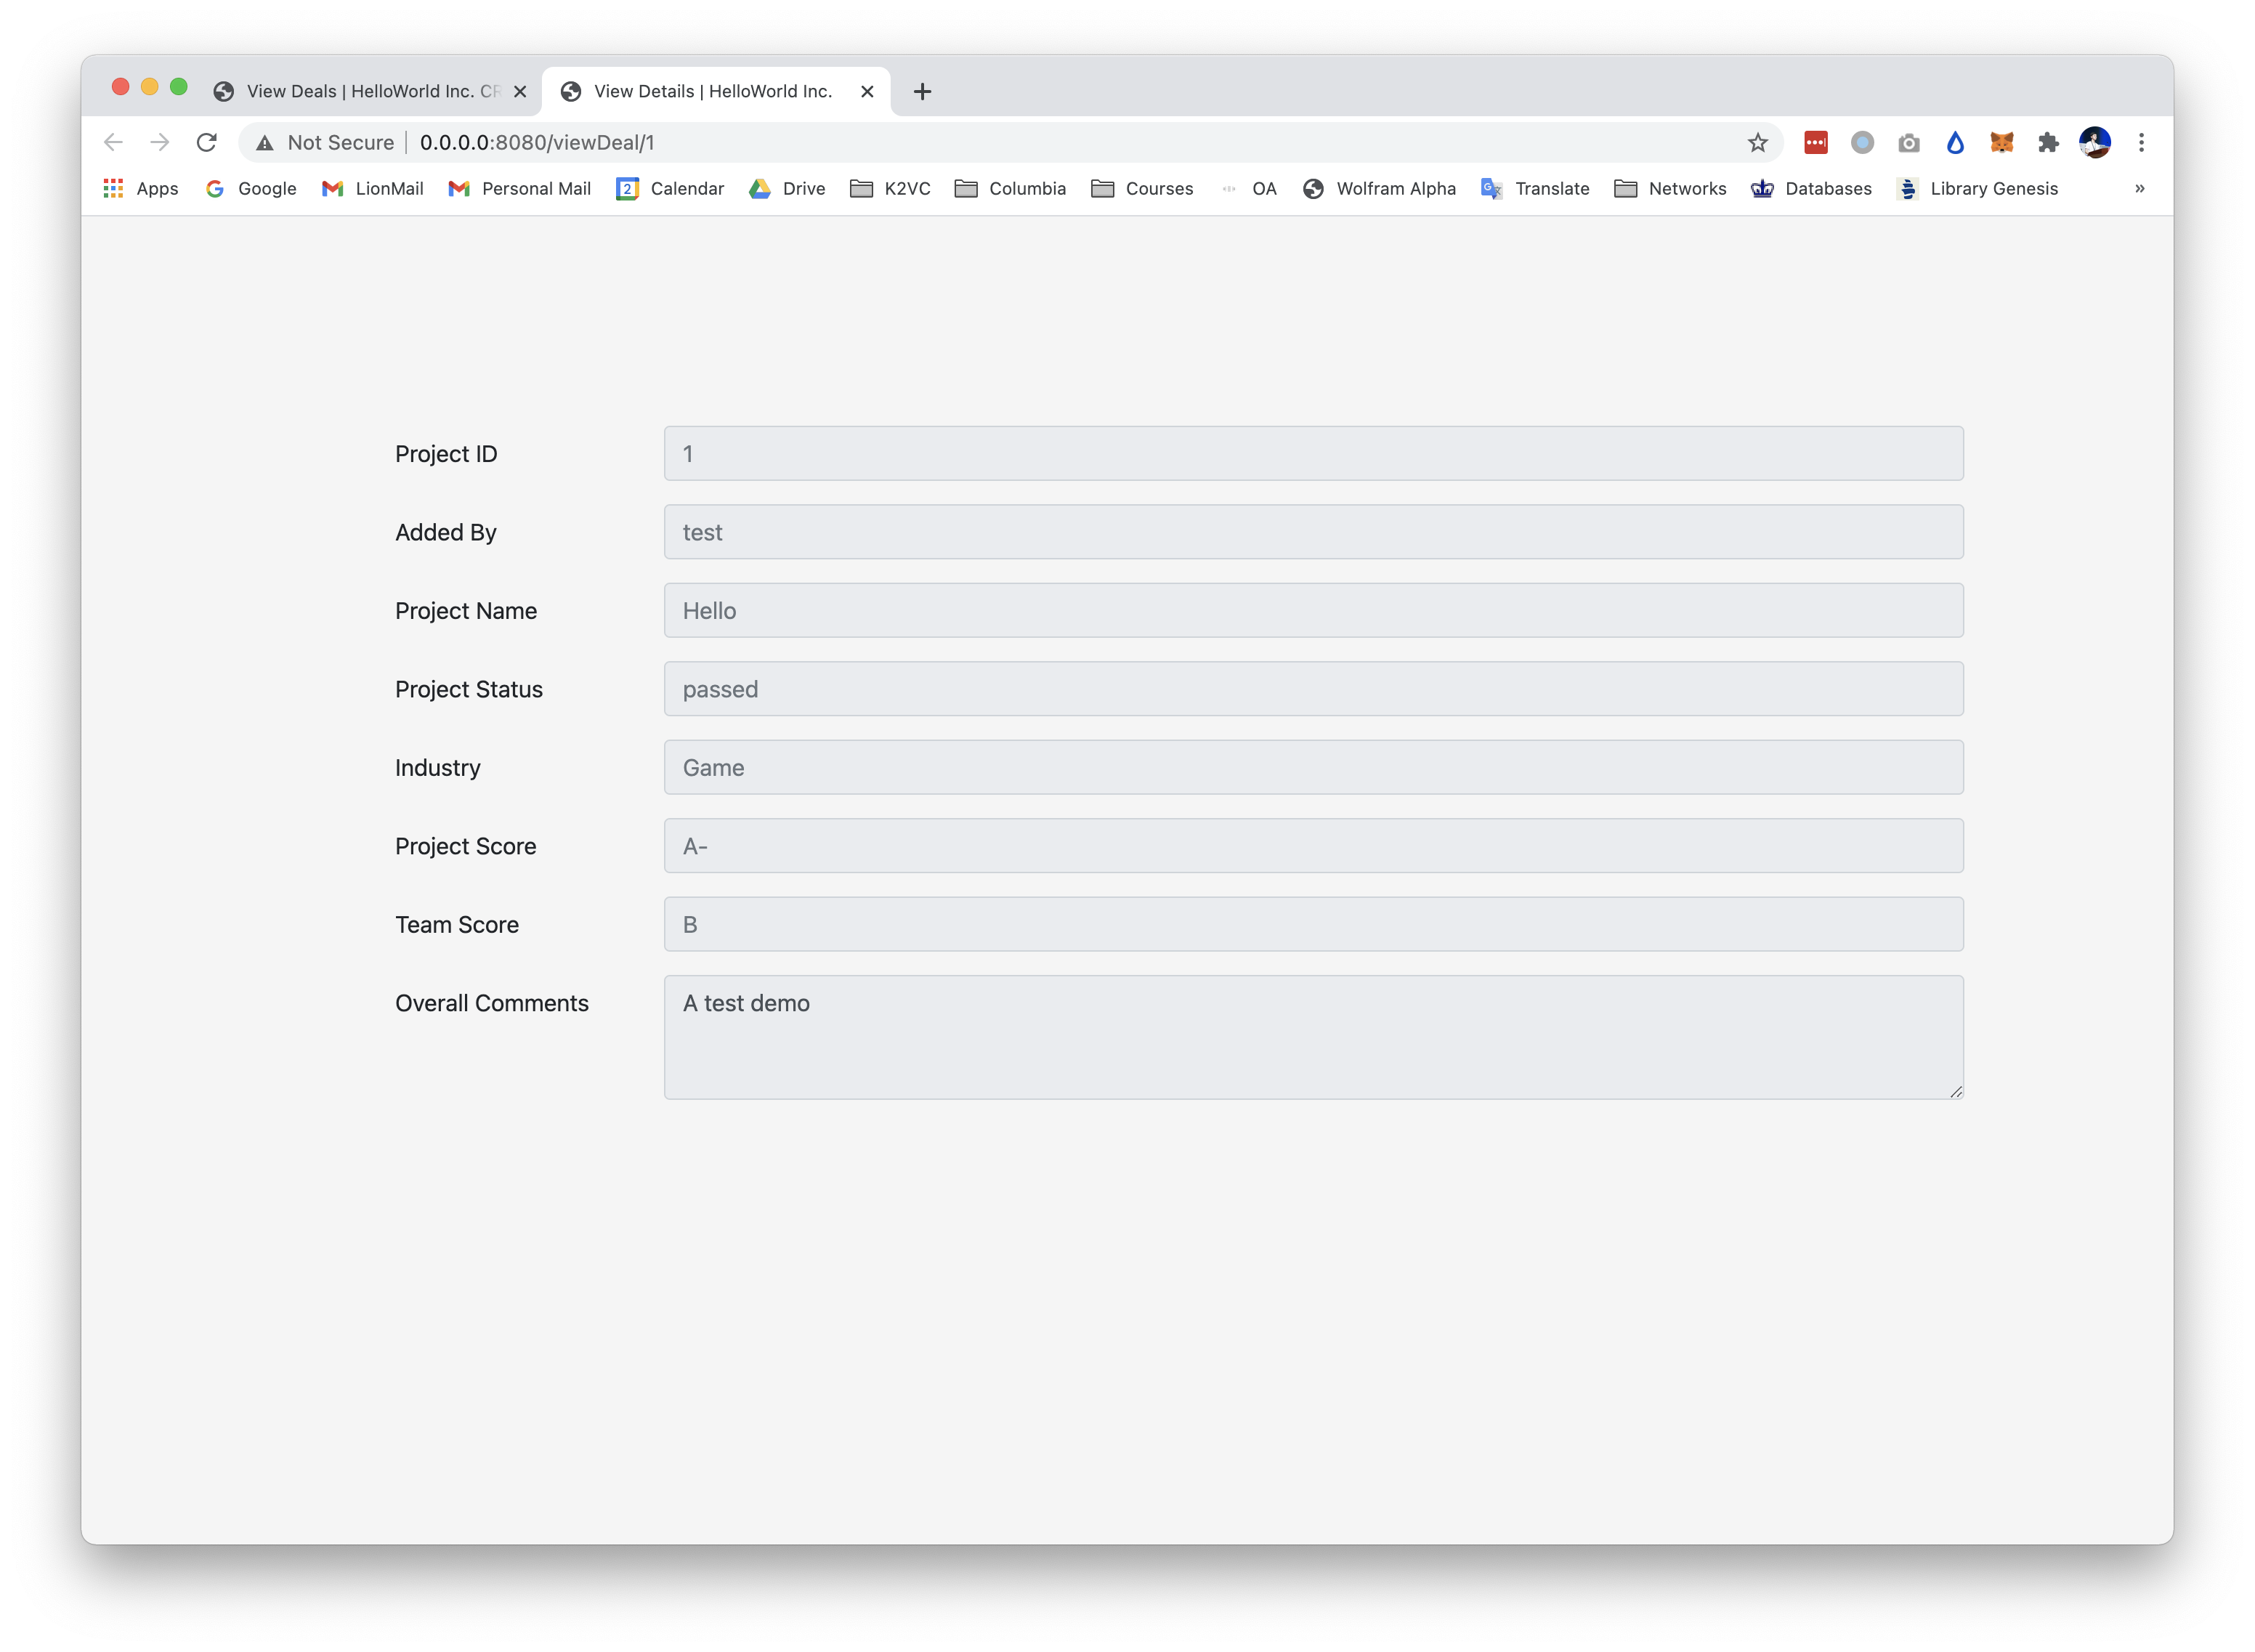 View Deals | HelloWorld Inc. CR
View Details | HelloWorld Inc.
Not Secure | 0.0.0.0:8080/viewDeal/1
Apps Google LionMail Personal Mail 2 Calendar Drive K2VC Columbia Courses OA Wolfram Alpha Translate Networks Databases Library Genesis »
Project ID 1
Added By test
Project Name Hello
Project Status passed
Industry Game
Project Score A-
Team Score B
Overall Comments A test demo